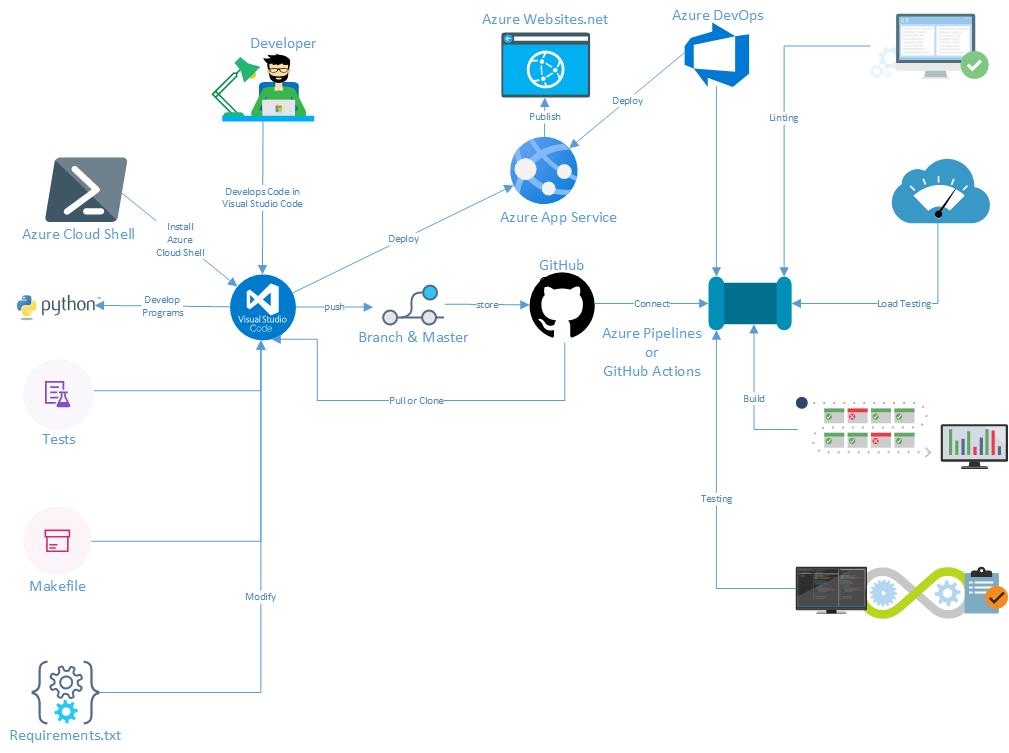 Azure Websites.net
Azure DevOps
Developer
Linting
Deploy
Publish
Develops Code in
Visual Studio Code
Azure App Service
Azure Cloud Shell
Install
Azure
Cloud Shell
Deploy
GitHub
python
Develop
Programs
Visual Studio
Code
push
store
Connect
Load Testing
Branch & Master
Azure Pipelines
or
GitHub Actions
Pull or Clone
Build
Tests
Testing
Makefile
Modify
Requirements.txt